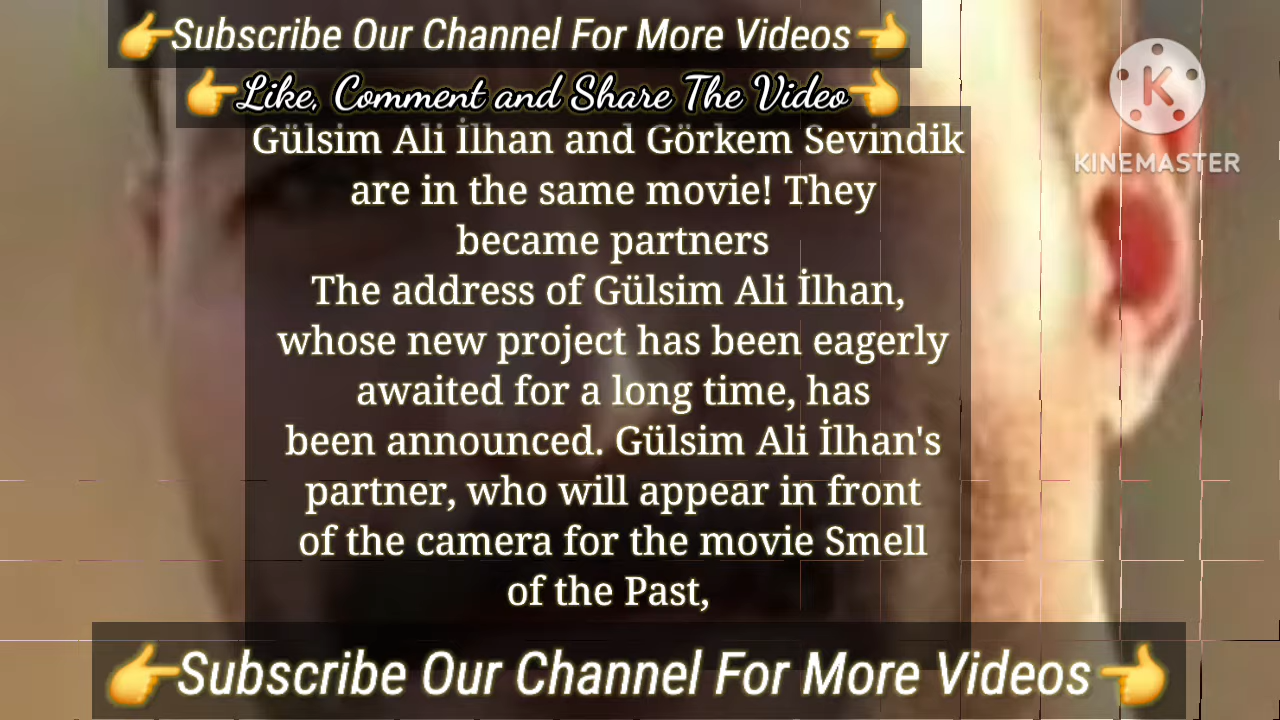 👉Subscribe Our Channel For More Videos👈
👉Like, Comment and Share The Video👈
Gülsim Ali İlhan and Görkem Sevindik
are in the same movie! They
became partners
The address of Gülsim Ali İlhan,
whose new project has been eagerly
awaited for a long time, has
been announced. Gülsim Ali İlhan's
partner, who will appear in front
of the camera for the movie Smell
of the Past,
👉Subscribe Our Channel For More Videos👈
K
KINEMASTER